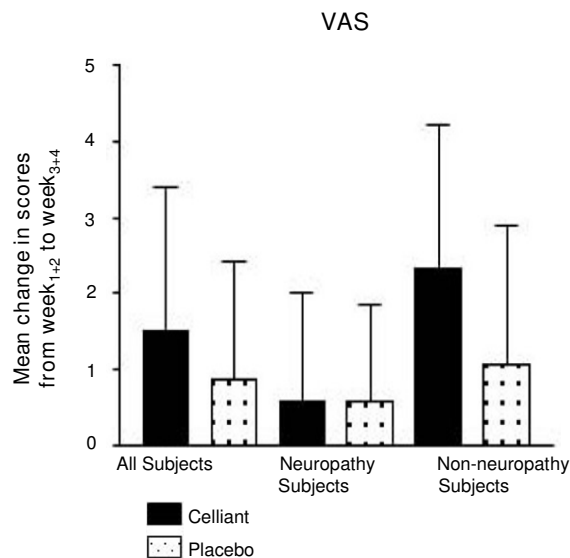 VAS
Mean change in scores
from week1+2 to week3+4
5
4
3
2
1
0
All Subjects
Neuropathy
Subjects
Non-neuropathy
Subjects
Celliant
Placebo